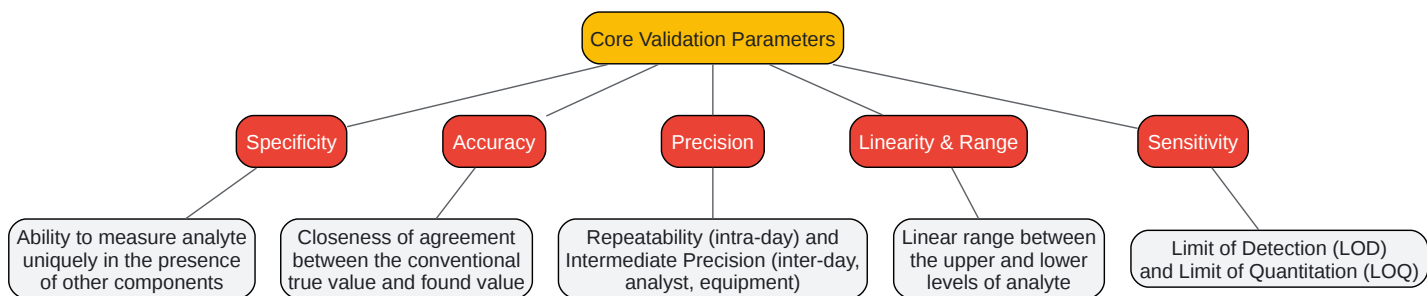 Core Validation Parameters
Specificity
Accuracy
Precision
Linearity & Range
Sensitivity
Ability to measure analyte
uniquely in the presence
of other components
Closeness of agreement
between the conventional
true value and found value
Repeatability (intra-day) and
Intermediate Precision (inter-day,
analyst, equipment)
Linear range between
the upper and lower
levels of analyte
Limit of Detection (LOD)
and Limit of Quantitation (LOQ)